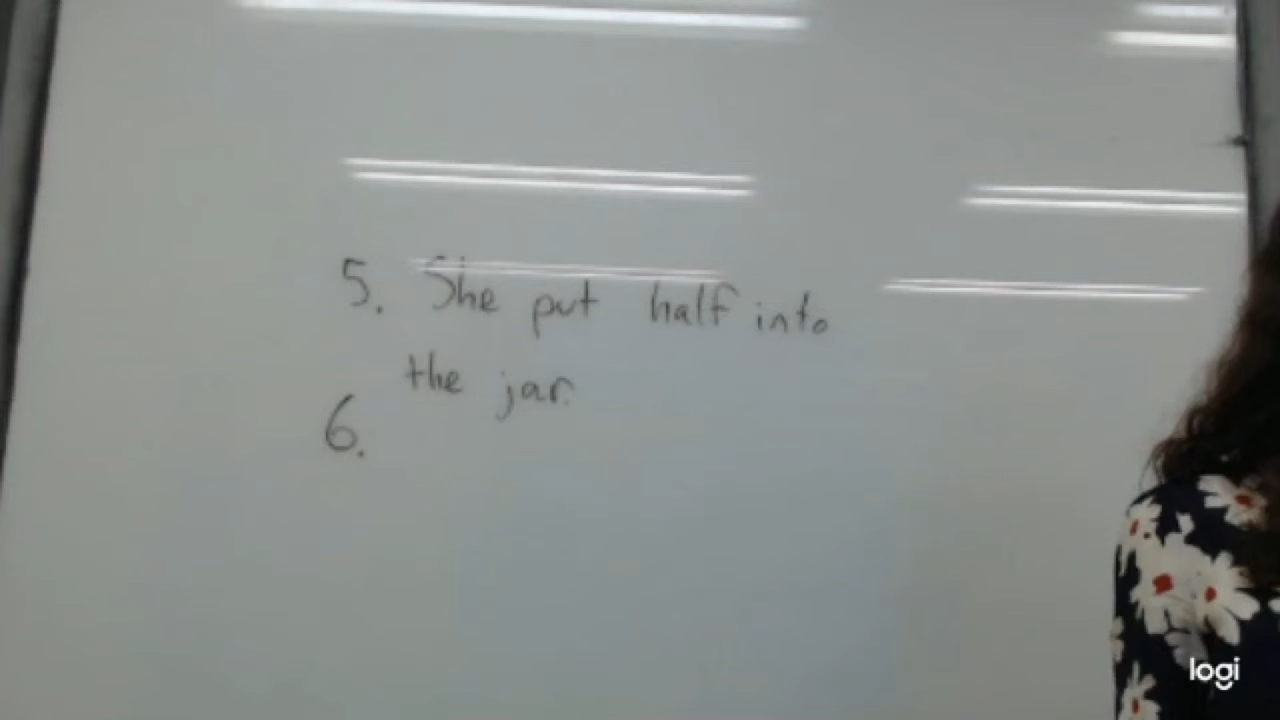 5. She put half into
the jar.
6.
logi